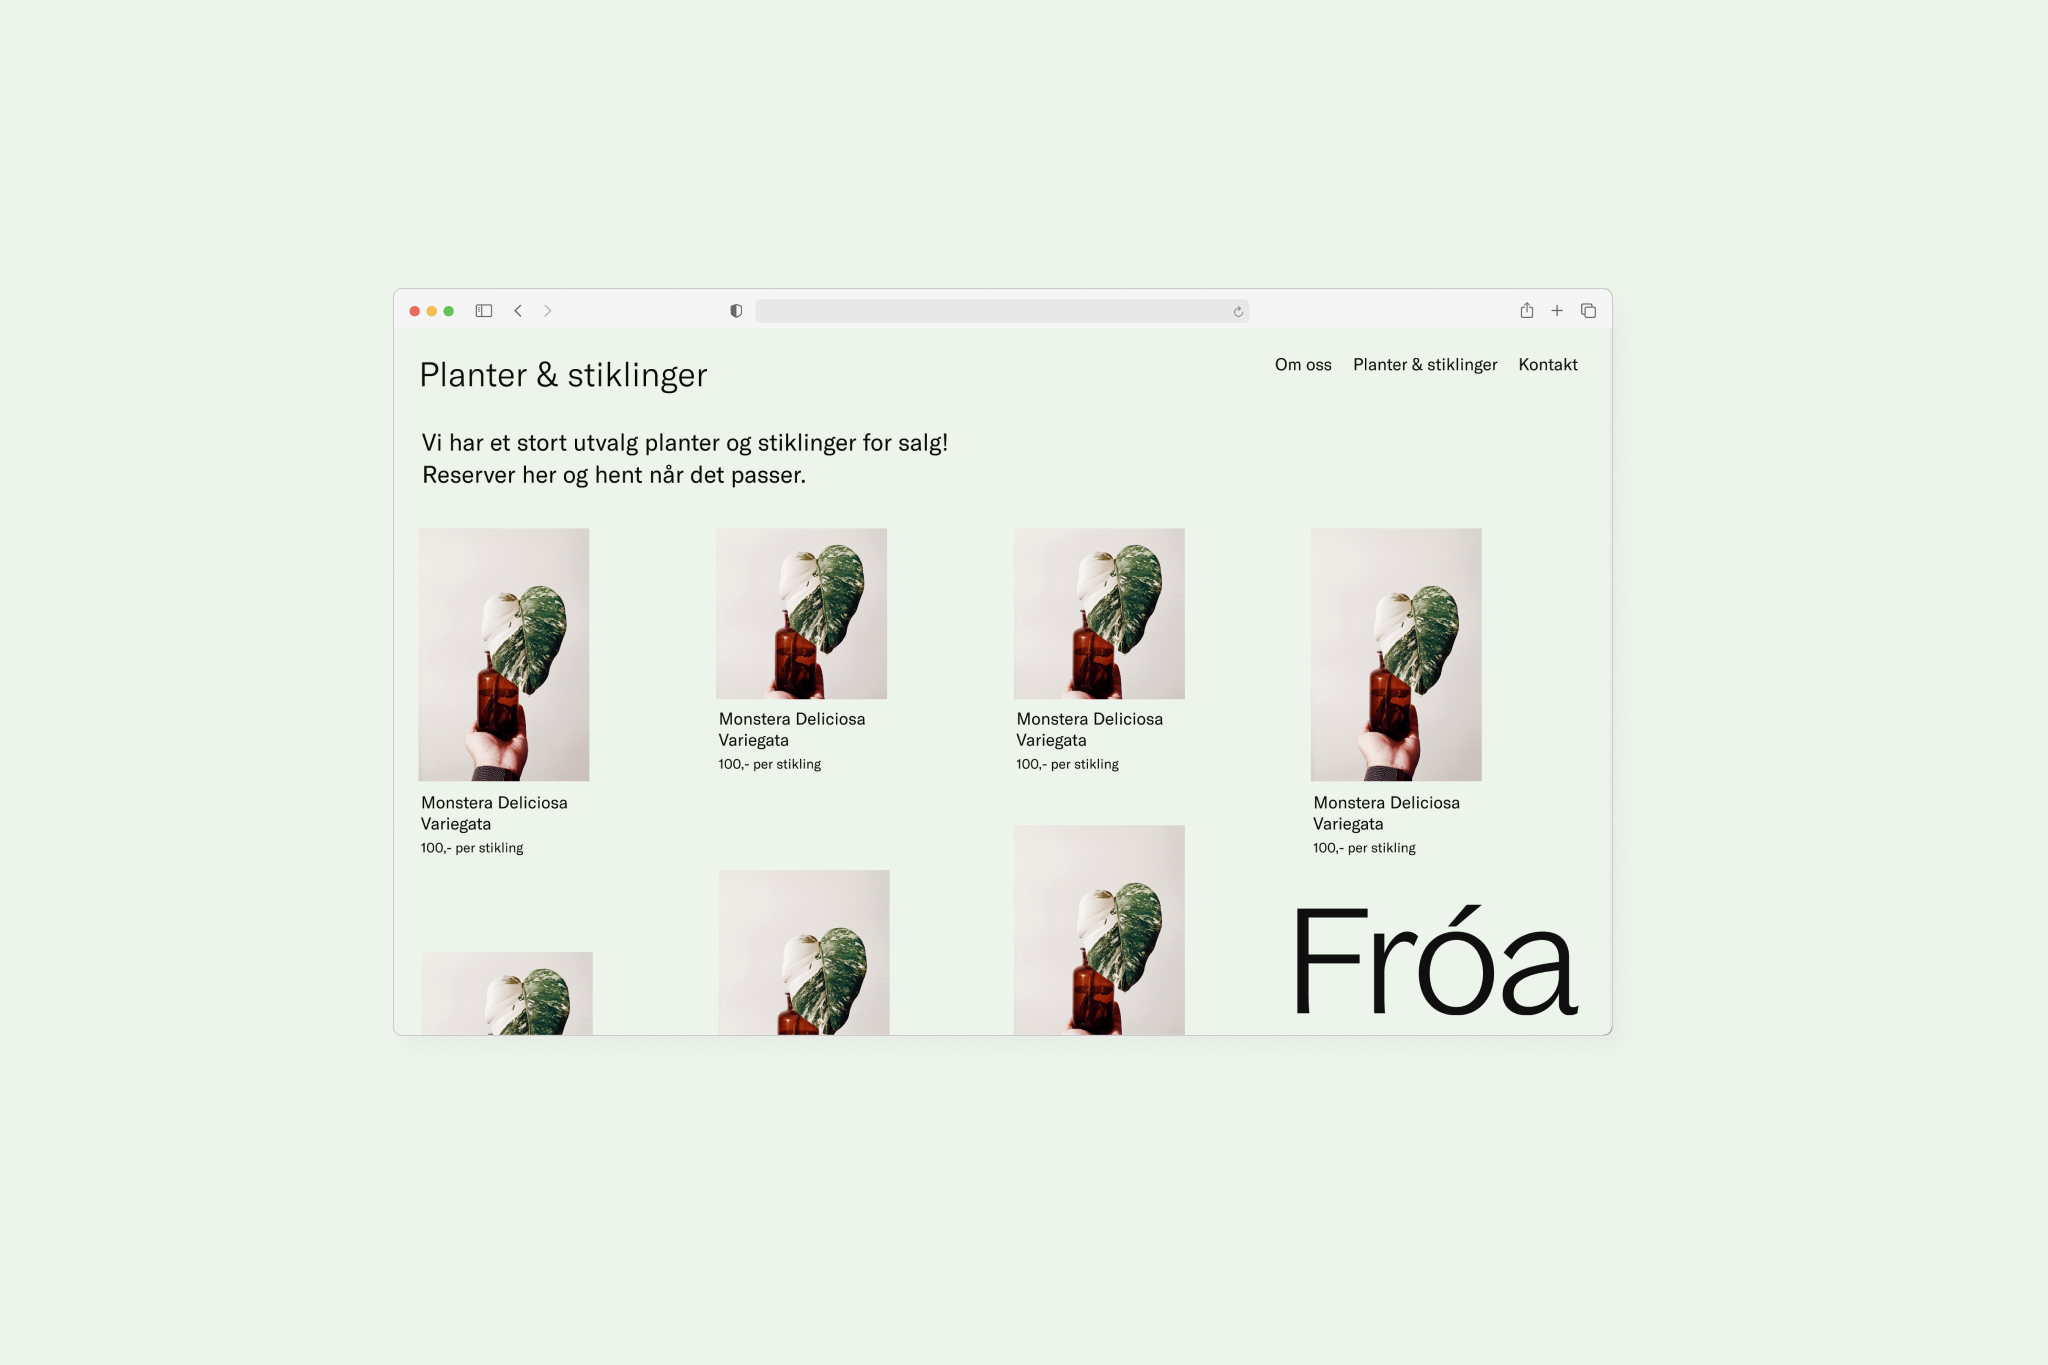 Planter & stiklinger
Om oss Planter & stiklinger Kontakt
Vi har et stort utvalg planter og stiklinger for salg!
Reserver her og hent når det passer.
Monstera Deliciosa
Variegata
100,- per stikling
Monstera Deliciosa
Variegata
100,- per stikling
Monstera Deliciosa
Variegata
100,- per stikling
Monstera Deliciosa
Variegata
100,- per stikling
Fróa